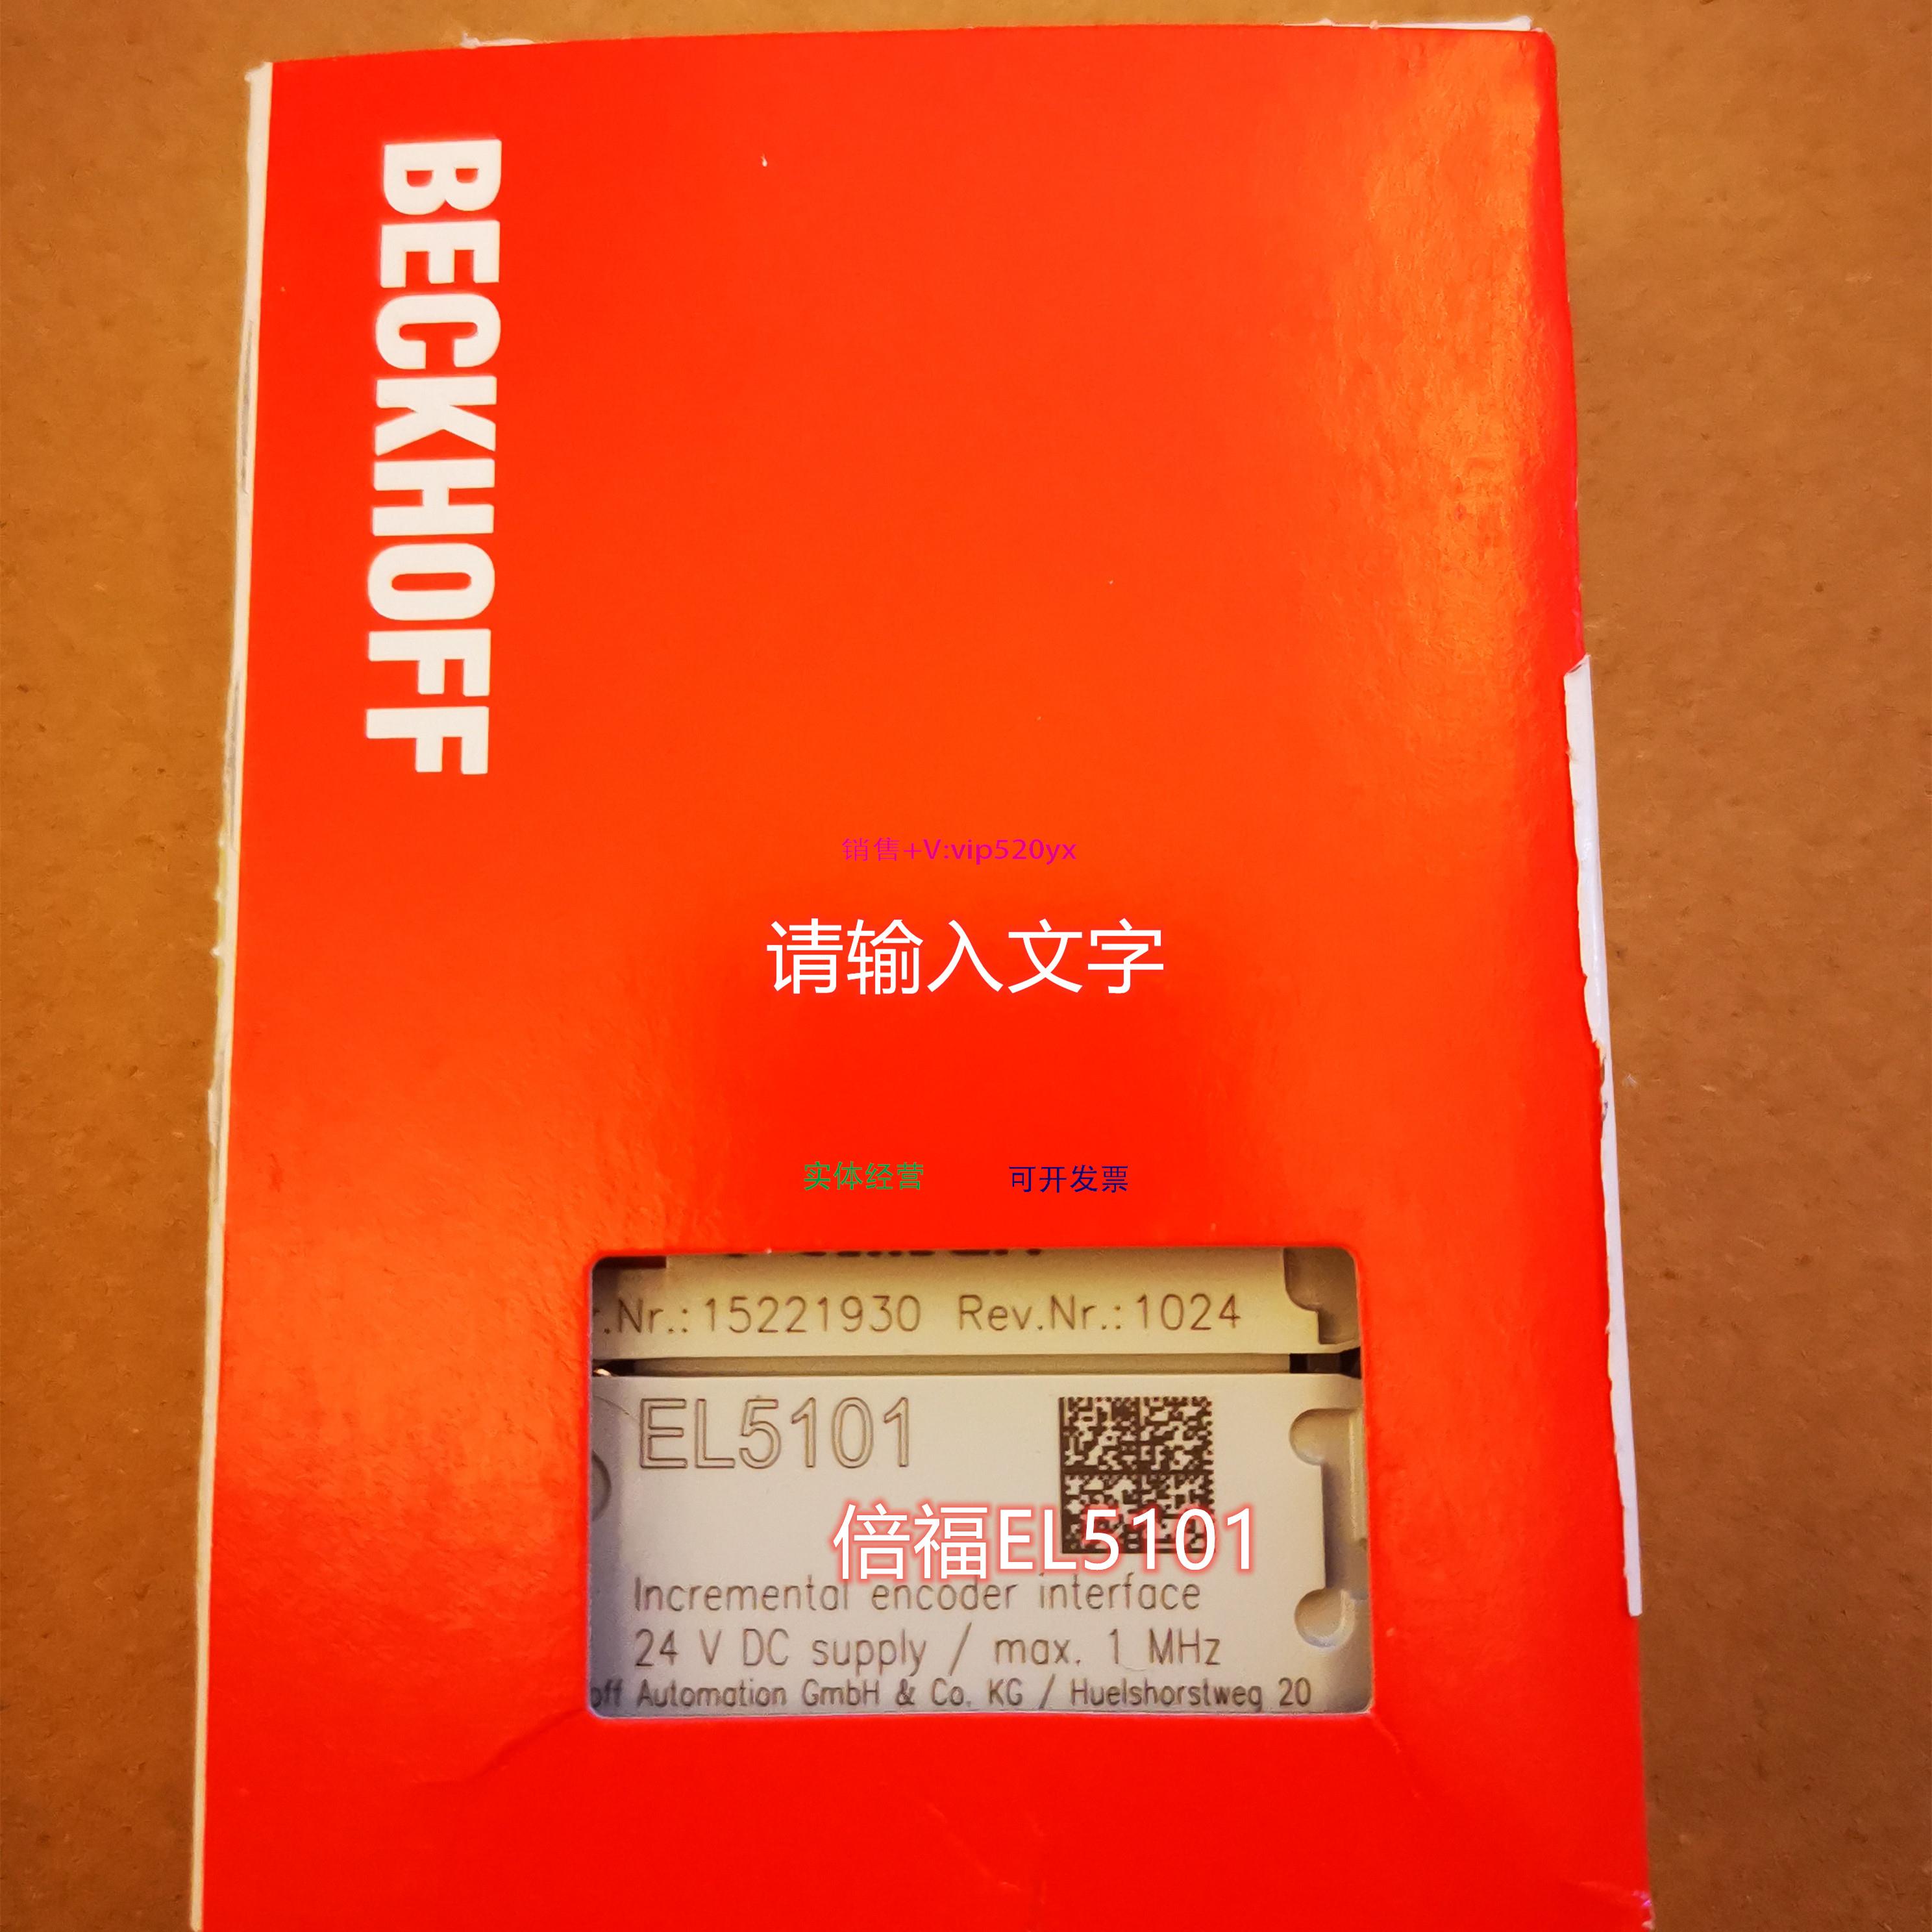 BECKHOFF
销售+V:vip520yx
请输入文字
实体经营 可开发票
.Nr.:15221930 Rev.Nr.:1024
EL5101
倍福EL5101
Incremental encoder interface
24 V DC supply / max. 1 MHz
off Automation GmbH & Co. KG / Huelshorstweg 20